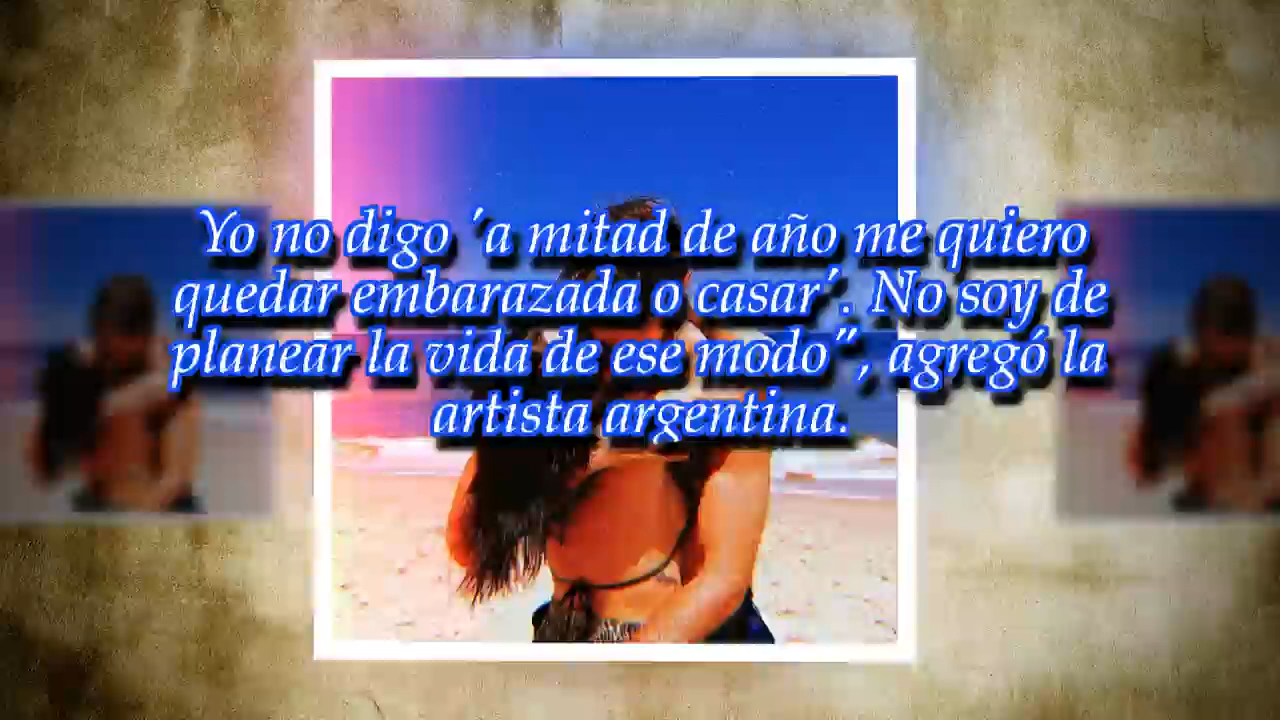 Yo no digo ´a mitad de año me quiero
quedar embarazada o casar´. No soy de
planear la vida de ese modo”, agregó la
artista argentina.